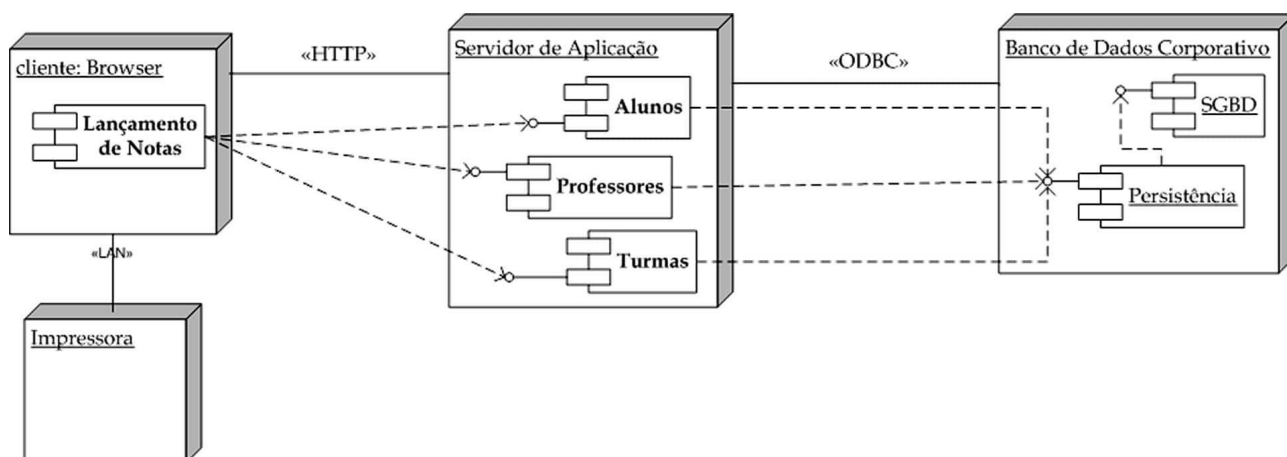 cliente: Browser
Lançamento
de Notas
«HTTP»
Servidor de Aplicação
Alunos
Professores
Turmas
«ODBC»
Banco de Dados Corporativo
SGBD
Persistência
«LAN»
Impressora